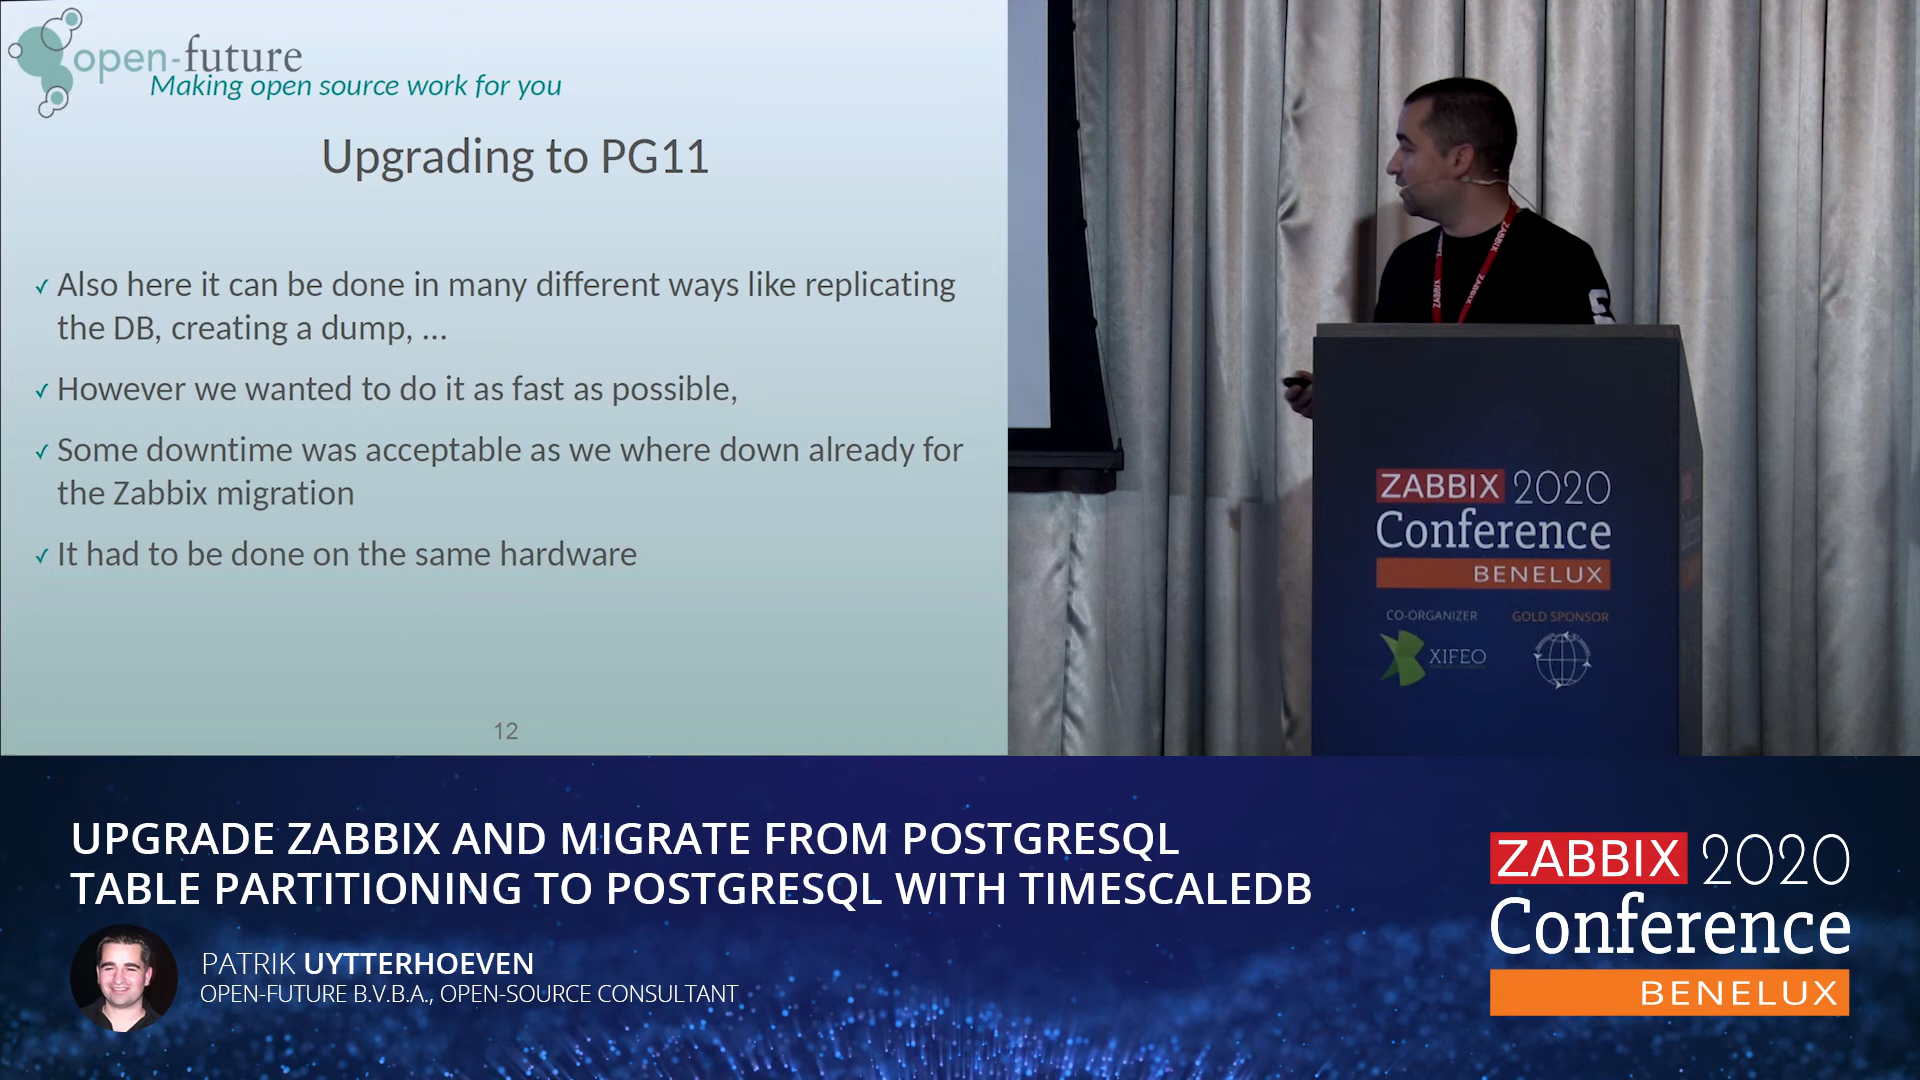 open-future
Making open source work for you
Upgrading to PG11
✓ Also here it can be done in many different ways like replicating
the DB, creating a dump, ...
✓ However we wanted to do it as fast as possible,
✓ Some downtime was acceptable as we where down already for
the Zabbix migration
✓ It had to be done on the same hardware
12
ZABBIX
ZABBIX
ZABBIX
ZABBIX 2020
Conference
BENELUX
CO-ORGANIZER GOLD SPONSOR
XIFEO
UPGRADE ZABBIX AND MIGRATE FROM POSTGRESQL
TABLE PARTITIONING TO POSTGRESQL WITH TIMESCALEDB
PATRIK UYTTERHOEVEN
OPEN-FUTURE B.V.B.A., OPEN-SOURCE CONSULTANT
ZABBIX 2020
Conference
BENELUX